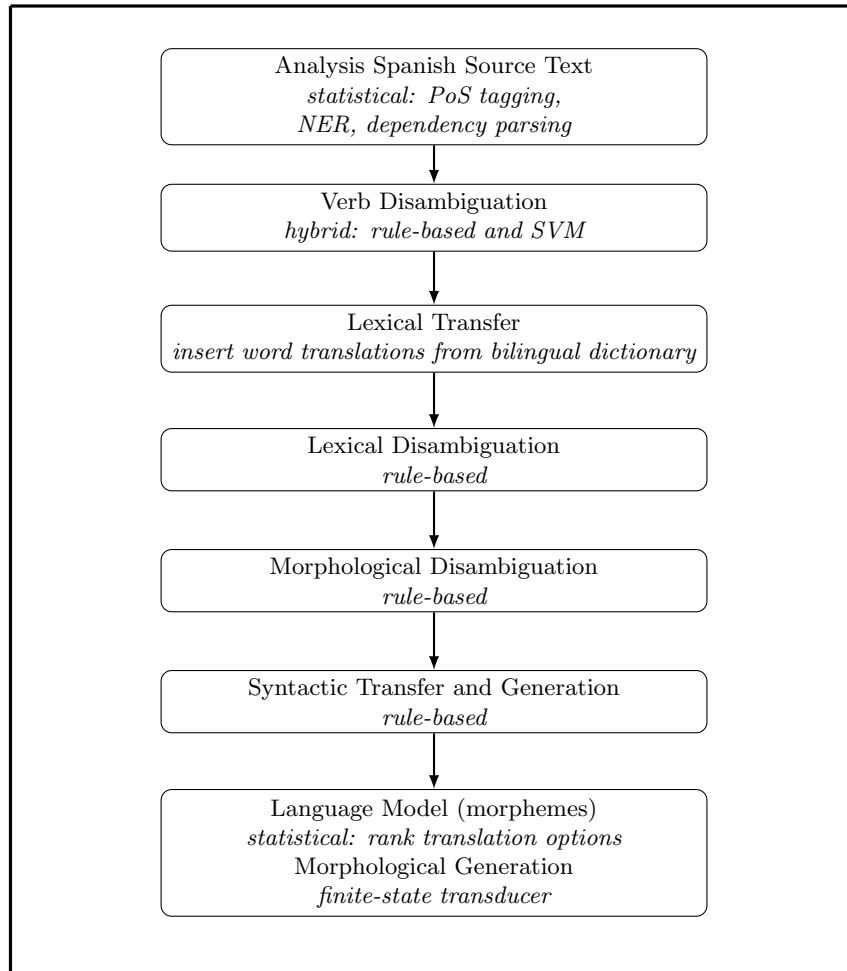 Analysis Spanish Source Text
statistical: PoS tagging,
NER, dependency parsing
Verb Disambiguation
hybrid: rule-based and SVM
Lexical Transfer
insert word translations from bilingual dictionary
Lexical Disambiguation
rule-based
Morphological Disambiguation
rule-based
Syntactic Transfer and Generation
rule-based
Language Model (morphemes)
statistical: rank translation options
Morphological Generation
finite-state transducer